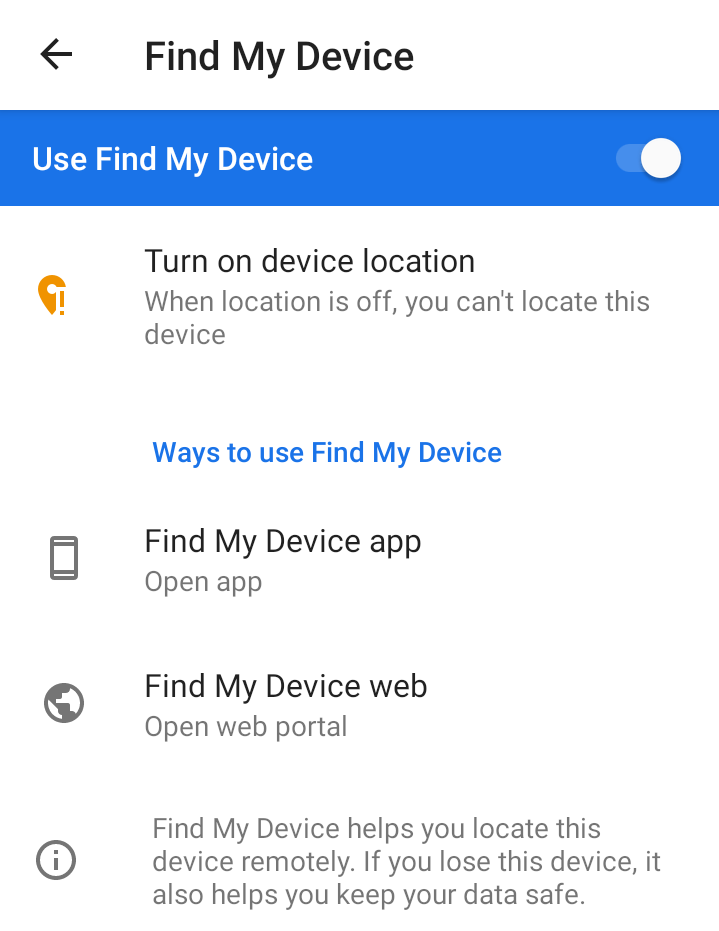 Find My Device
Use Find My Device
Turn on device location
When location is off, you can't locate this
device
Ways to use Find My Device
Find My Device app
Open app
Find My Device web
Open web portal
Find My Device helps you locate this
device remotely. If you lose this device, it
also helps you keep your data safe.